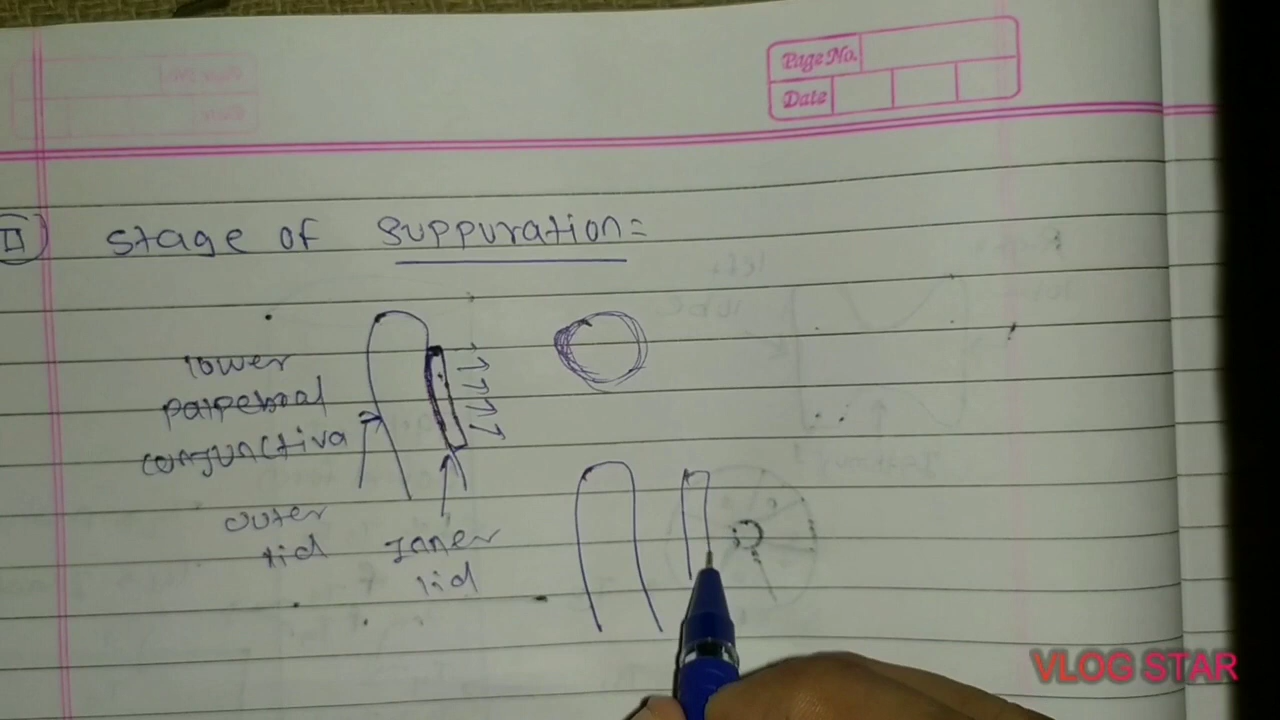 Page No.
Date
II) Stage of Suppuration=
lower
palpebral
conjunctiva
outer
lid
Inner
lid
VLOG STAR